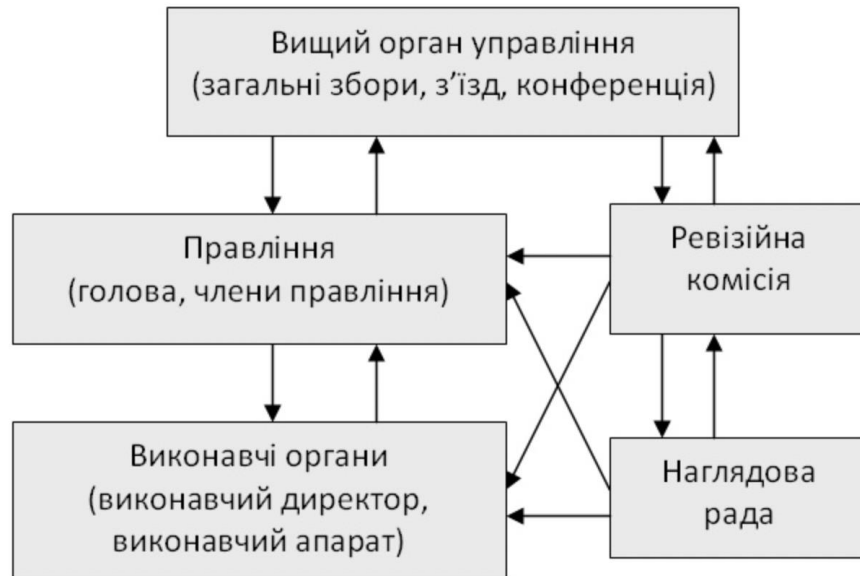 Вищий орган управління
(загальні збори, з’їзд, конференція)
Правління
(голова, члени правління)
Ревізійна
комісія
Виконавчі органи
(виконавчий директор,
виконавчий апарат)
Наглядова
рада